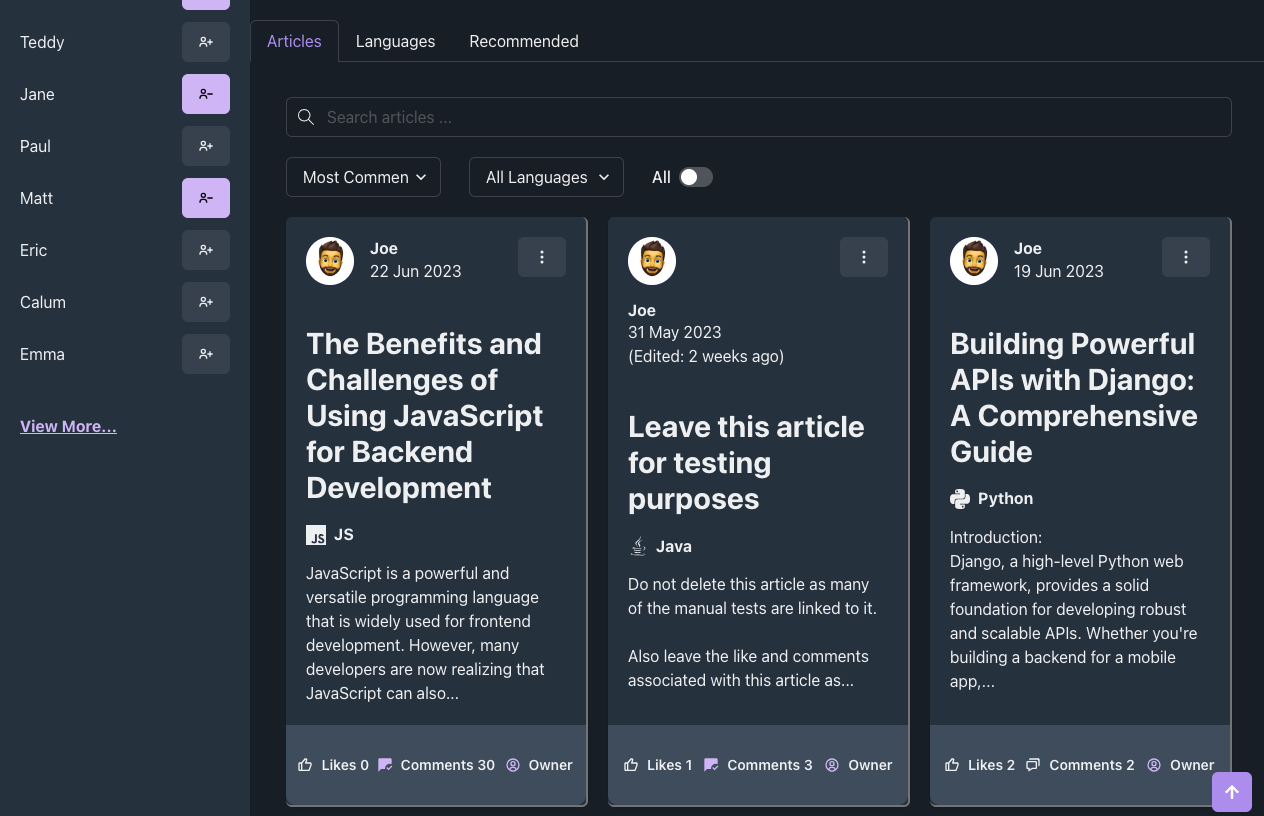 Teddy
Jane
Paul
Matt
Eric
Calum
Emma
View More...
Articles
Languages
Recommended
Search articles ...
Most Commen
All Languages
All
Joe
22 Jun 2023
The Benefits and
Challenges of
Using JavaScript
for Backend
Development
JS
JS
JavaScript is a powerful and
versatile programming language
that is widely used for frontend
development. However, many
developers are now realizing that
JavaScript can also...
Likes 0
Comments 30
Owner
Joe
31 May 2023
(Edited: 2 weeks ago)
Leave this article
for testing
purposes
Java
Do not delete this article as many
of the manual tests are linked to it.
Also leave the like and comments
associated with this article as...
Likes 1
Comments 3
Owner
Joe
19 Jun 2023
Building Powerful
APIs with Django:
A Comprehensive
Guide
Python
Introduction:
Django, a high-level Python web
framework, provides a solid
foundation for developing robust
and scalable APIs. Whether you're
building a backend for a mobile
app,...
Likes 2
Comments 2
Owner